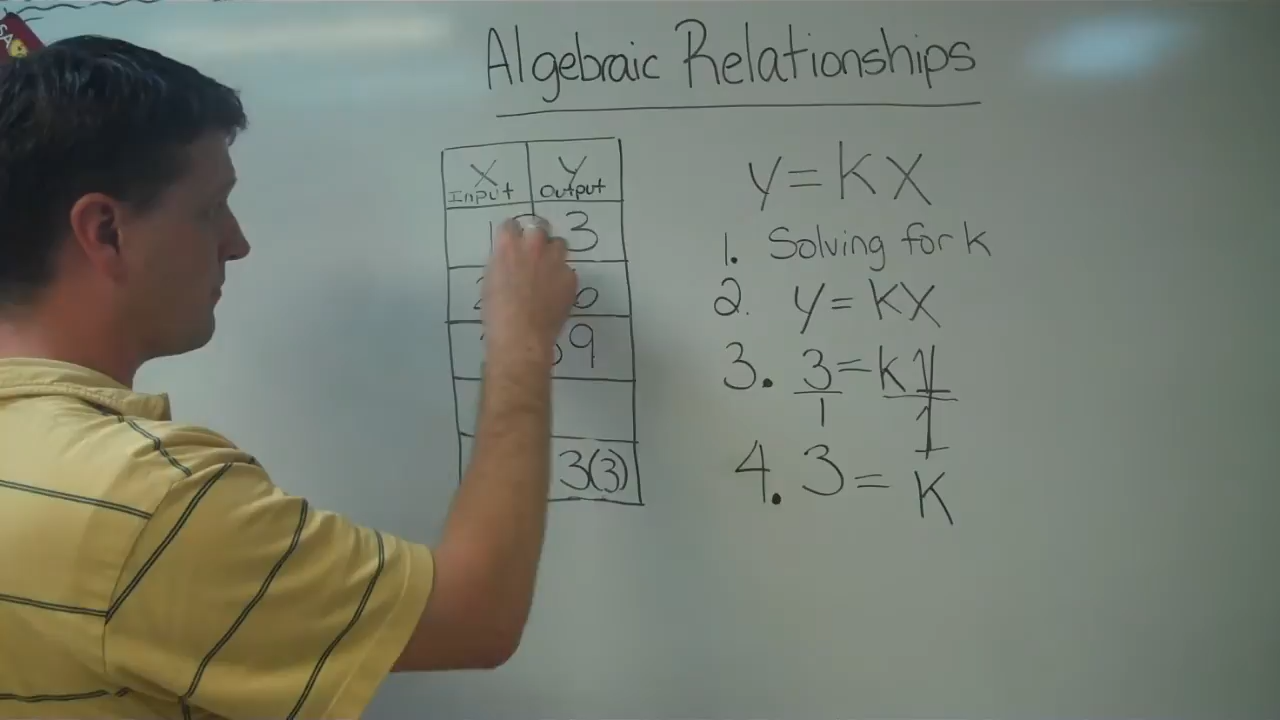 Algebraic Relationships
X Y
Input Output
1 3
9
3(3)
y=KX
1. Solving for K
2. y=KX
3. 3=K1
1 1
4. 3=K